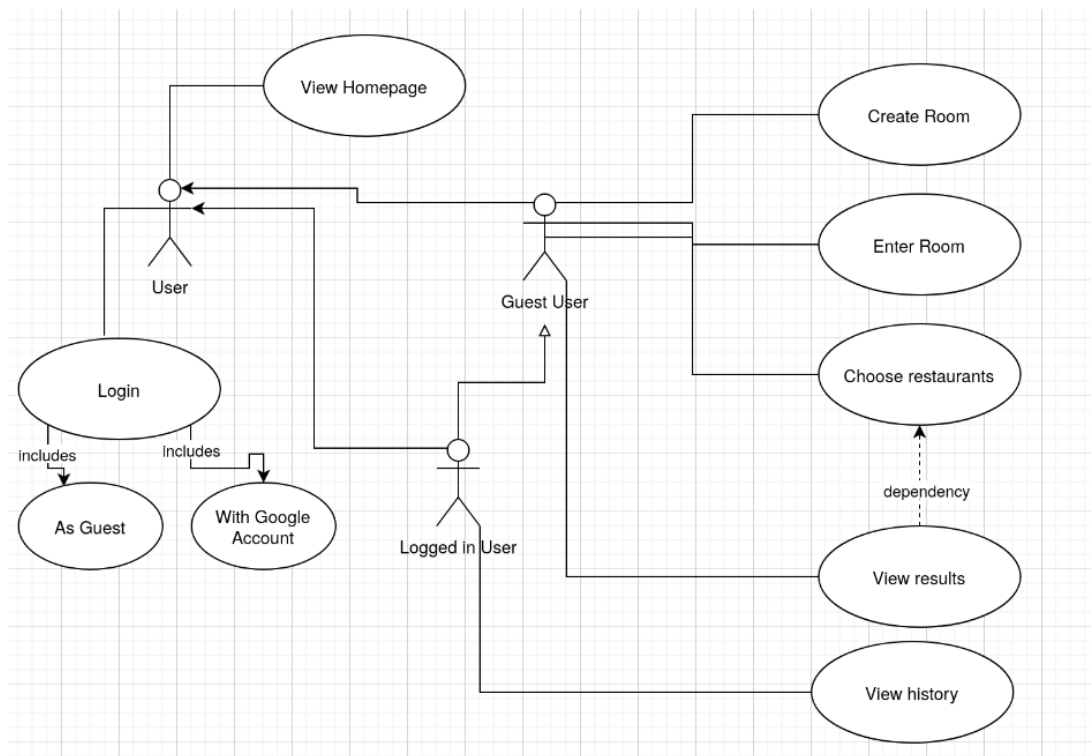 View Homepage
Create Room
Enter Room
User
Guest User
Choose restaurants
Login
includes
includes
As Guest
With Google
Account
Logged in User
dependency
View results
View history